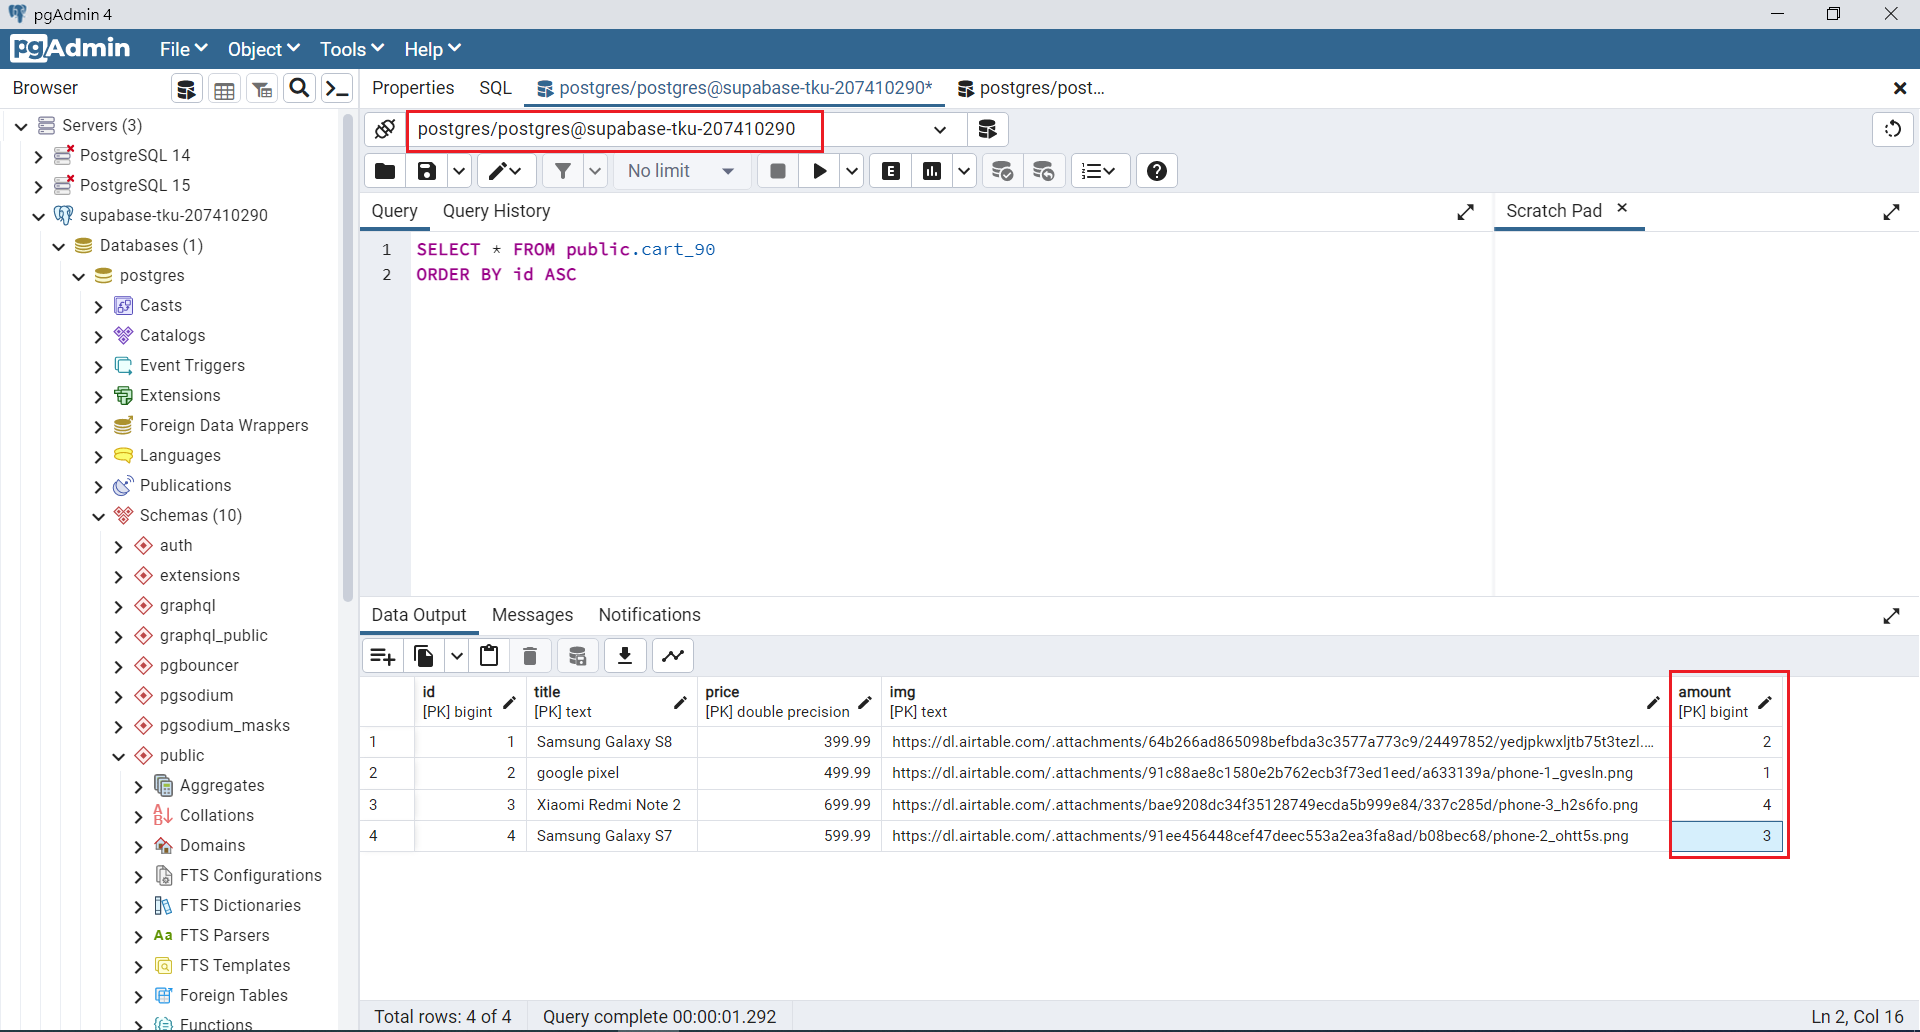 pgAdmin 4
pgAdmin File Object Tools Help
Browser
Properties SQL postgres/postgres@supabase-tku-207410290* postgres/post...
Servers (3)
PostgreSQL 14
PostgreSQL 15
supabase-tku-207410290
Databases (1)
postgres
Casts
Catalogs
Event Triggers
Extensions
Foreign Data Wrappers
Languages
Publications
Schemas (10)
auth
extensions
graphql
graphql_public
pgbouncer
pgsodium
pgsodium_masks
public
Aggregates
Collations
Domains
FTS Configurations
FTS Dictionaries
Aa FTS Parsers
FTS Templates
Foreign Tables
Functions
postgres/postgres@supabase-tku-207410290
No limit E
Query Query History
Scratch Pad
1 SELECT * FROM public.cart_90
2 ORDER BY id ASC
Data Output Messages Notifications
id title price img amount
[PK] bigint [PK] text [PK] double precision [PK] text [PK] bigint
1 1 Samsung Galaxy S8 399.99 https://dl.airtable.com/.attachments/64b266ad865098befbda3c3577a773c9/24497852/yedjpkwxljtb75t3tezl.... 2
2 2 google pixel 499.99 https://dl.airtable.com/.attachments/91c88ae8c1580e2b762ecb3f73ed1eed/a633139a/phone-1_gvesln.png 1
3 3 Xiaomi Redmi Note 2 699.99 https://dl.airtable.com/.attachments/bae9208dc34f35128749ecda5b999e84/337c285d/phone-3_h2s6fo.png 4
4 4 Samsung Galaxy S7 599.99 https://dl.airtable.com/.attachments/91ee456448cef47deec553a2ea3fa8ad/b08bec68/phone-2_ohtt5s.png 3
Total rows: 4 of 4 Query complete 00:00:01.292 Ln 2, Col 16